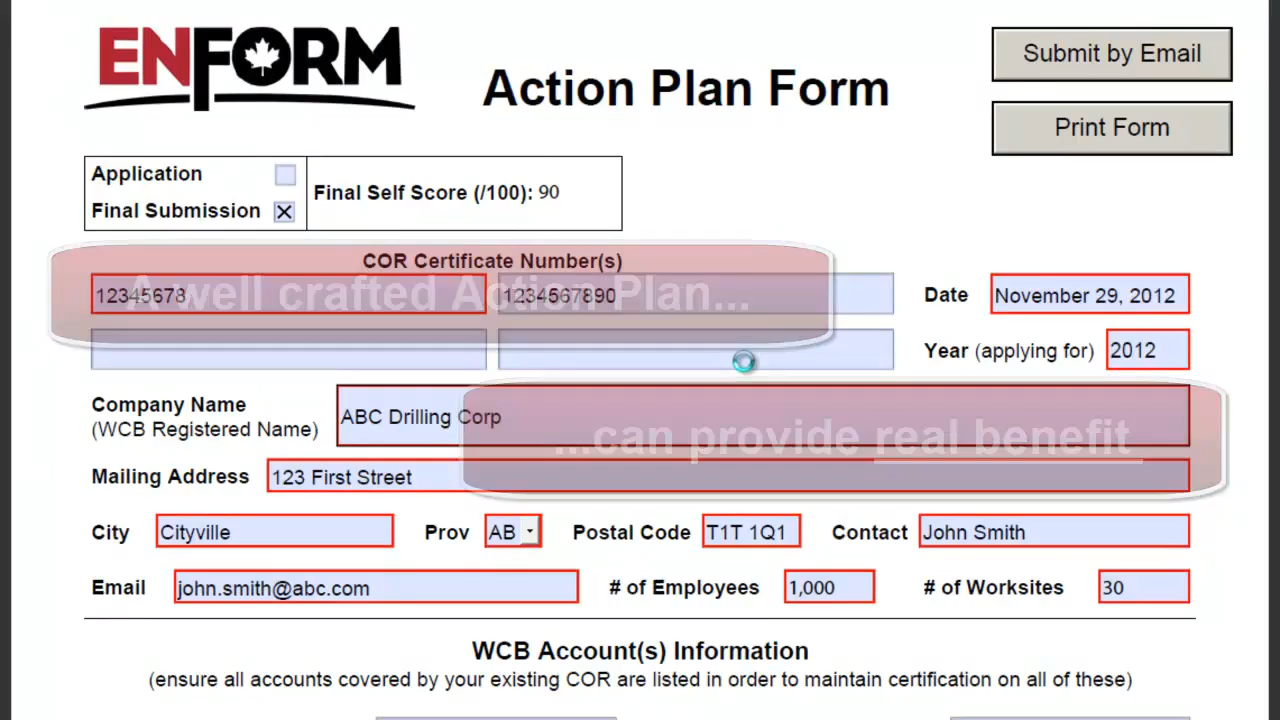 ENFORM
Action Plan Form
Submit by Email
Print Form
Application
Final Submission
Final Self Score (/100): 90
COR Certificate Number(s)
12345678
1234567890
A well crafted Action Plan...
Date November 29, 2012
Year (applying for) 2012
Company Name
(WCB Registered Name)
ABC Drilling Corp
...can provide real benefit
Mailing Address 123 First Street
City Cityville Prov AB Postal Code T1T 1Q1 Contact John Smith
Email john.smith@abc.com # of Employees 1,000 # of Worksites 30
WCB Account(s) Information
(ensure all accounts covered by your existing COR are listed in order to maintain certification on all of these)